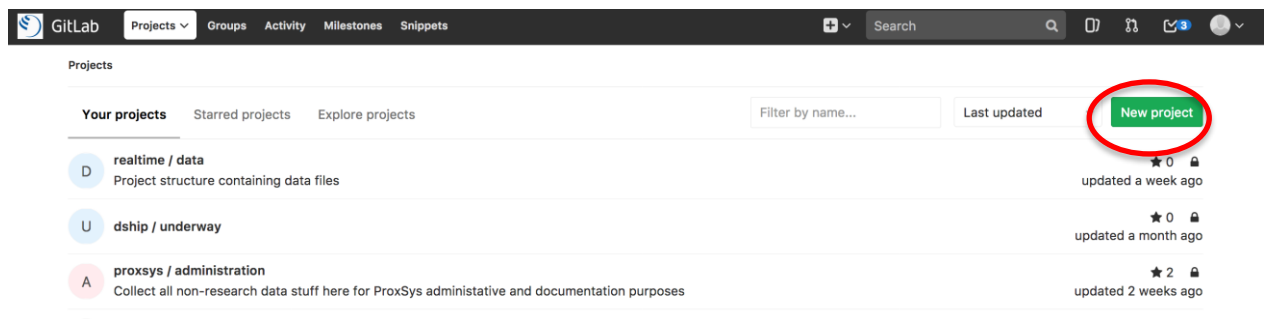 GitLab Projects Groups Activity Milestones Snippets Search 3
Projects
Your projects Starred projects Explore projects Filter by name... Last updated New project
D realtime / data 0
Project structure containing data files updated a week ago
U dship / underway 0
updated a month ago
A proxsys / administration 2
Collect all non-research data stuff here for ProxSys administative and documentation purposes updated 2 weeks ago